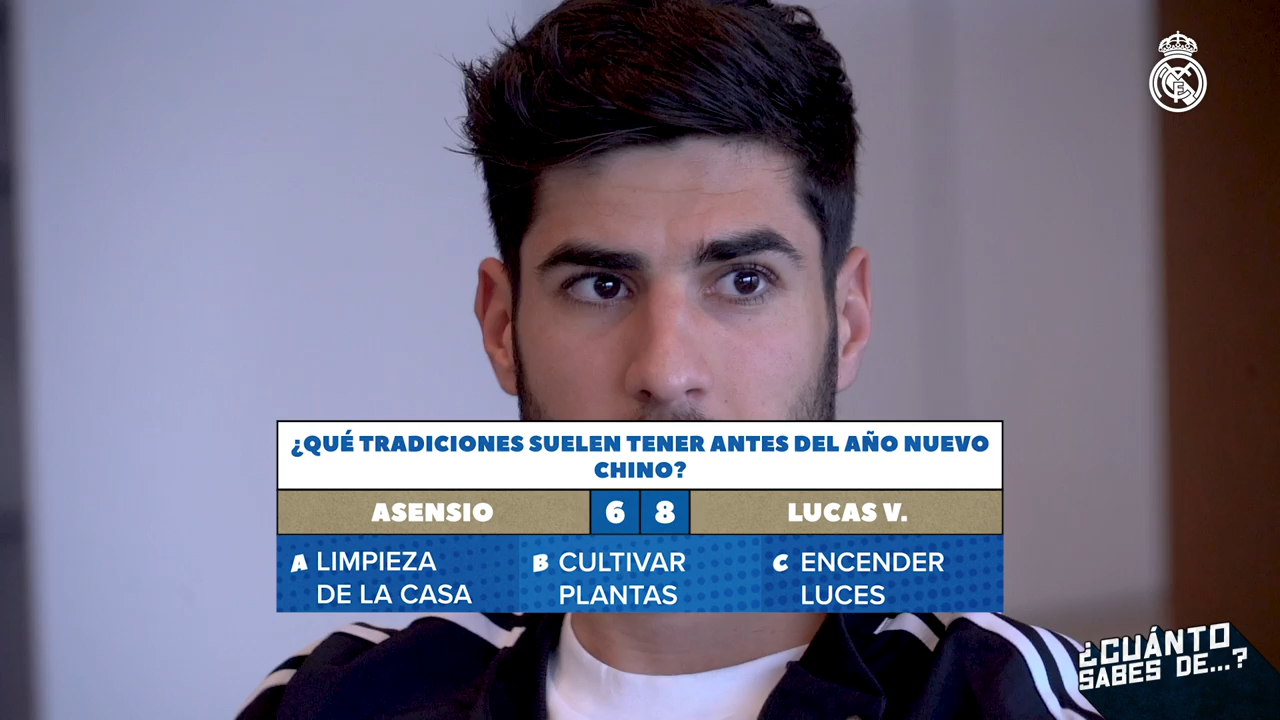 ¿QUÉ TRADICIONES SUELEN TENER ANTES DEL AÑO NUEVO
CHINO?
ASENSIO 6 8 LUCAS V.
A LIMPIEZA
DE LA CASA
B CULTIVAR
PLANTAS
C ENCENDER
LUCES
¿CUÁNTO
SABES DE...?